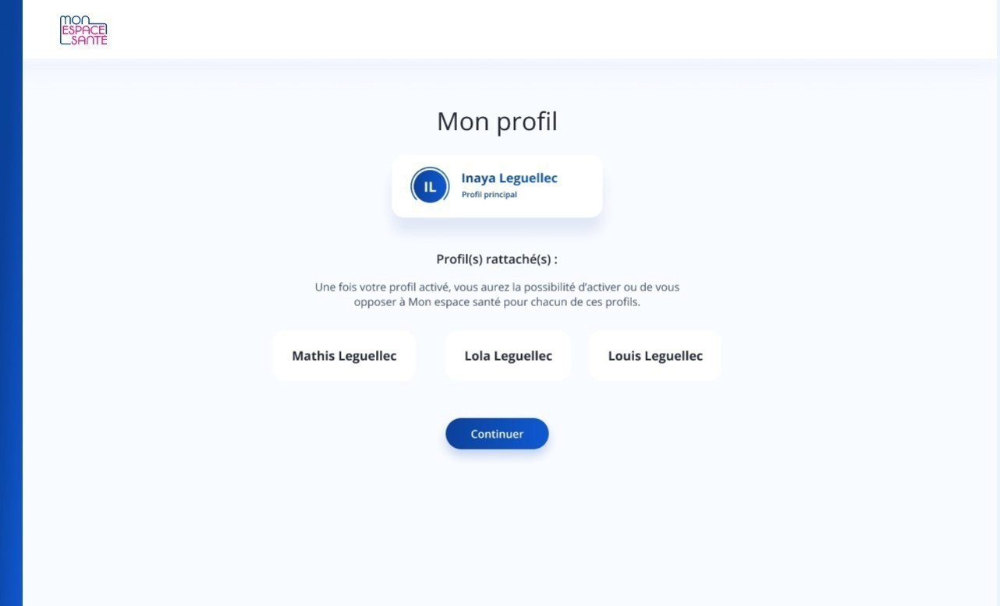 MON
ESPACE
SANTÉ
Mon profil
IL
Inaya Leguellec
Profil principal
Profil(s) rattaché(s) :
Une fois votre profil activé, vous aurez la possibilité d’activer ou de vous
opposer à Mon espace santé pour chacun de ces profils.
Mathis Leguellec
Lola Leguellec
Louis Leguellec
Continuer